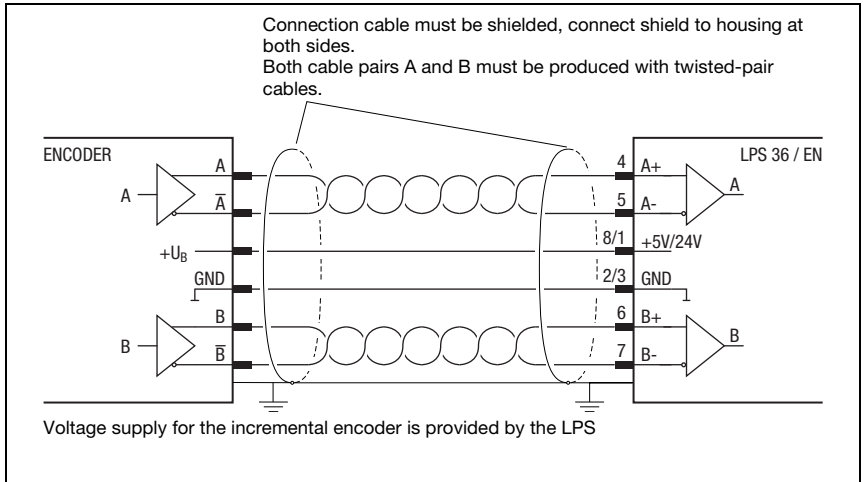 Connection cable must be shielded, connect shield to housing at
both sides.
Both cable pairs A and B must be produced with twisted-pair
cables.
ENCODER
LPS 36 / EN
A
A
4
A+
A
A̅
5
A-
+U_B
8/1
+5V/24V
GND
2/3
GND
B
B
6
B+
B
B̅
7
B-
Voltage supply for the incremental encoder is provided by the LPS